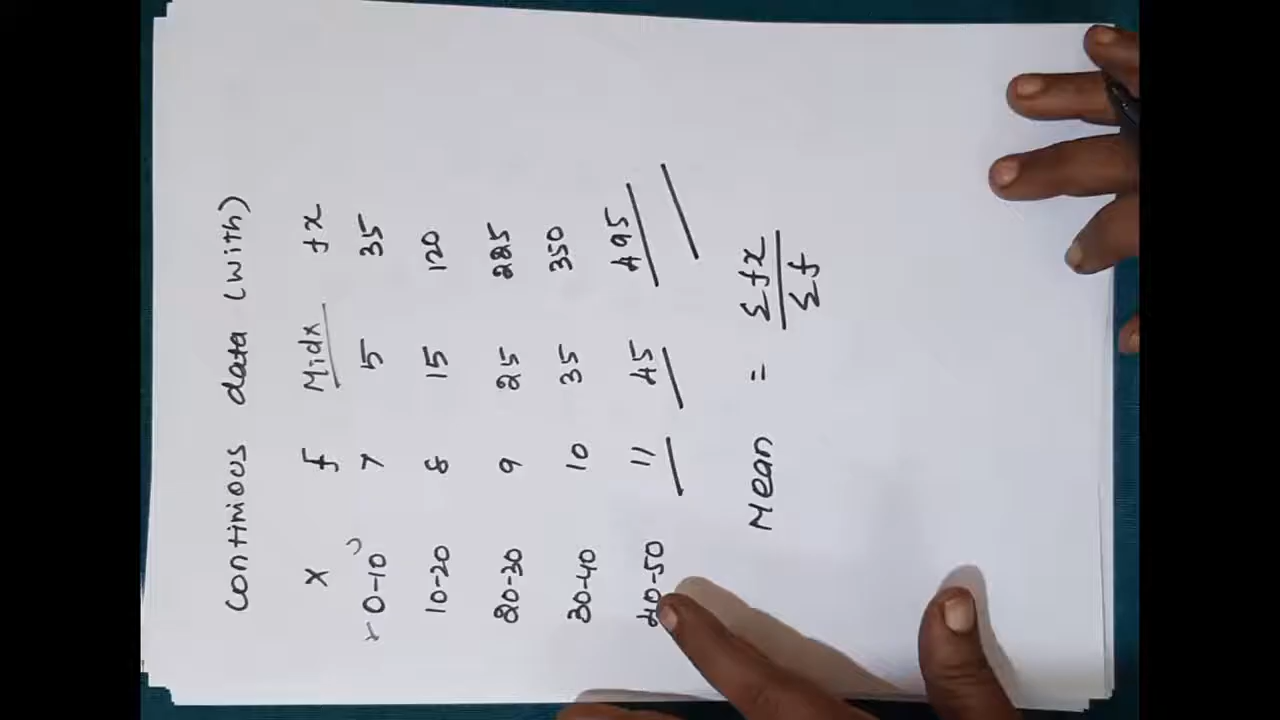 continious data (with)
x f Midx fx
0-10 7 5 35
10-20 8 15 120
20-30 9 25 225
30-40 10 35 350
40-50 11 45 495
Mean = Σfx
Σf